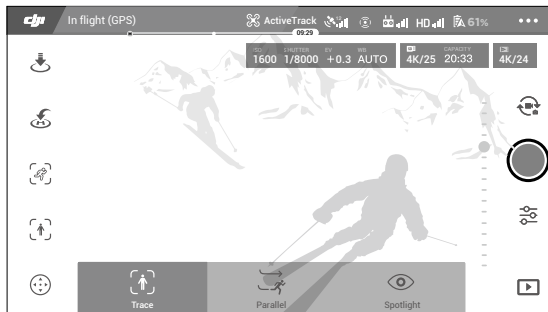 dji In flight (GPS) ActiveTrack HD 61%
09:29
ISO SHUTTER EV WB CAPACITY
1600 1/8000 +0.3 AUTO 4K/25 20:33 4K/24
Trace Parallel Spotlight